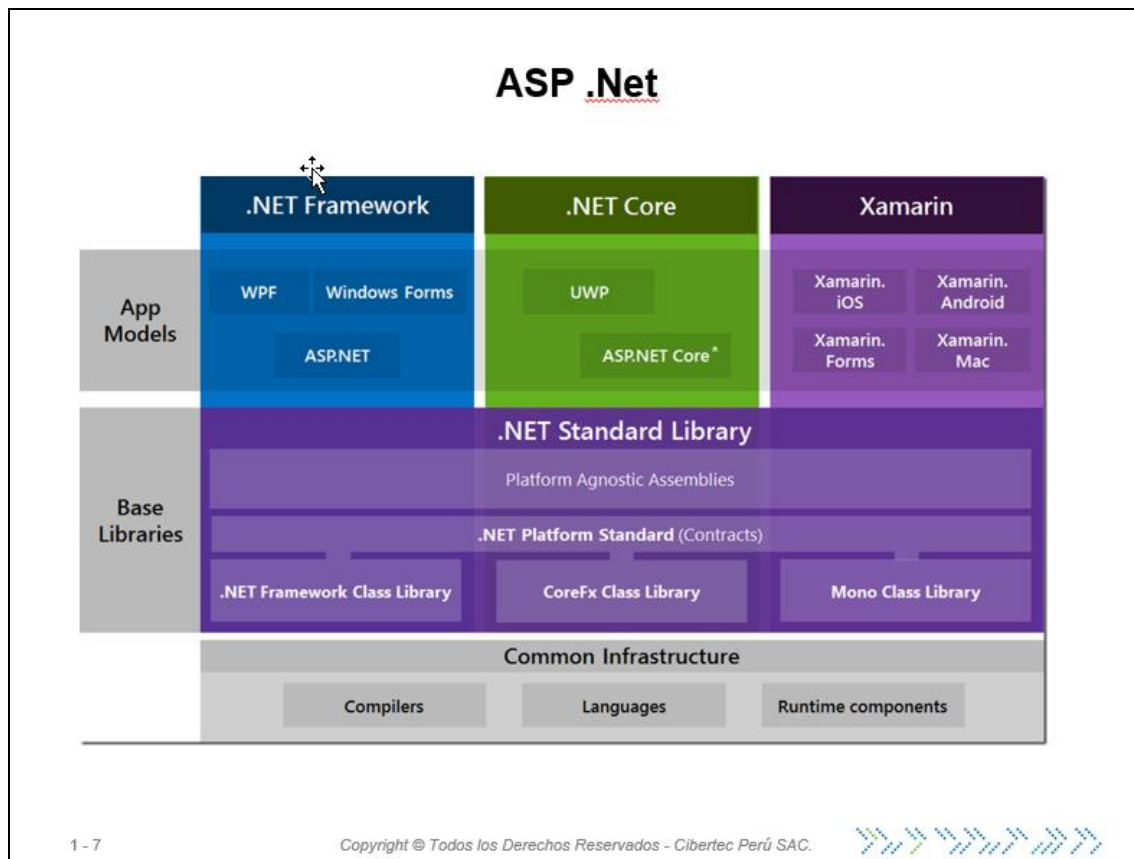 ASP .Net
.NET Framework
.NET Core
Xamarin
App
Models
WPF
Windows Forms
ASP.NET
UWP
ASP.NET Core*
Xamarin.
iOS
Xamarin.
Android
Xamarin.
Forms
Xamarin.
Mac
Base
Libraries
.NET Standard Library
Platform Agnostic Assemblies
.NET Platform Standard (Contracts)
.NET Framework Class Library
CoreFx Class Library
Mono Class Library
Common Infrastructure
Compilers
Languages
Runtime components
1 - 7
Copyright © Todos los Derechos Reservados - Cibertec Perú SAC.